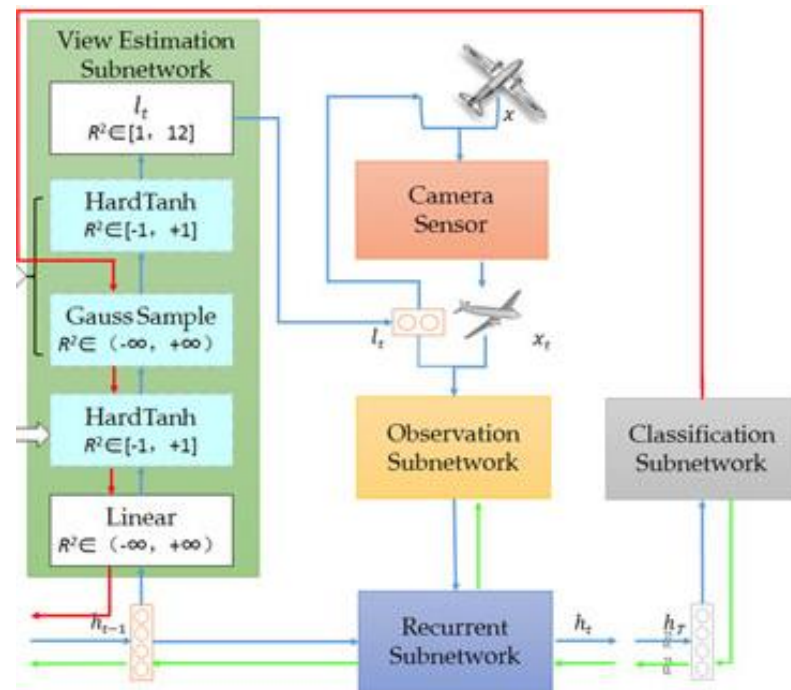 View Estimation
Subnetwork
l_t
R²∈[1, 12]
HardTanh
R²∈[-1, +1]
Gauss Sample
R²∈ (-∞, +∞)
HardTanh
R²∈[-1, +1]
Linear
R²∈ (-∞, +∞)
h_{t-1}
x
Camera
Sensor
l_t
x_t
Observation
Subnetwork
Recurrent
Subnetwork
h_t
h_T
Classification
Subnetwork